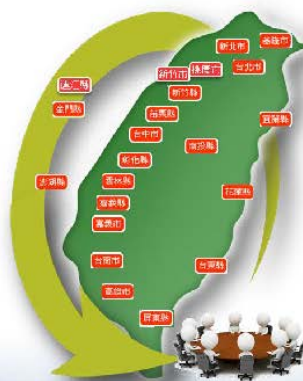 基隆市
新北市
台北市
新竹市
桃園市
連江縣
新竹縣
金門縣
苗栗縣
宜蘭縣
台中市
南投縣
彰化縣
澎湖縣
雲林縣
花蓮縣
嘉義縣
嘉義市
台南市
台東縣
高雄市
屏東縣